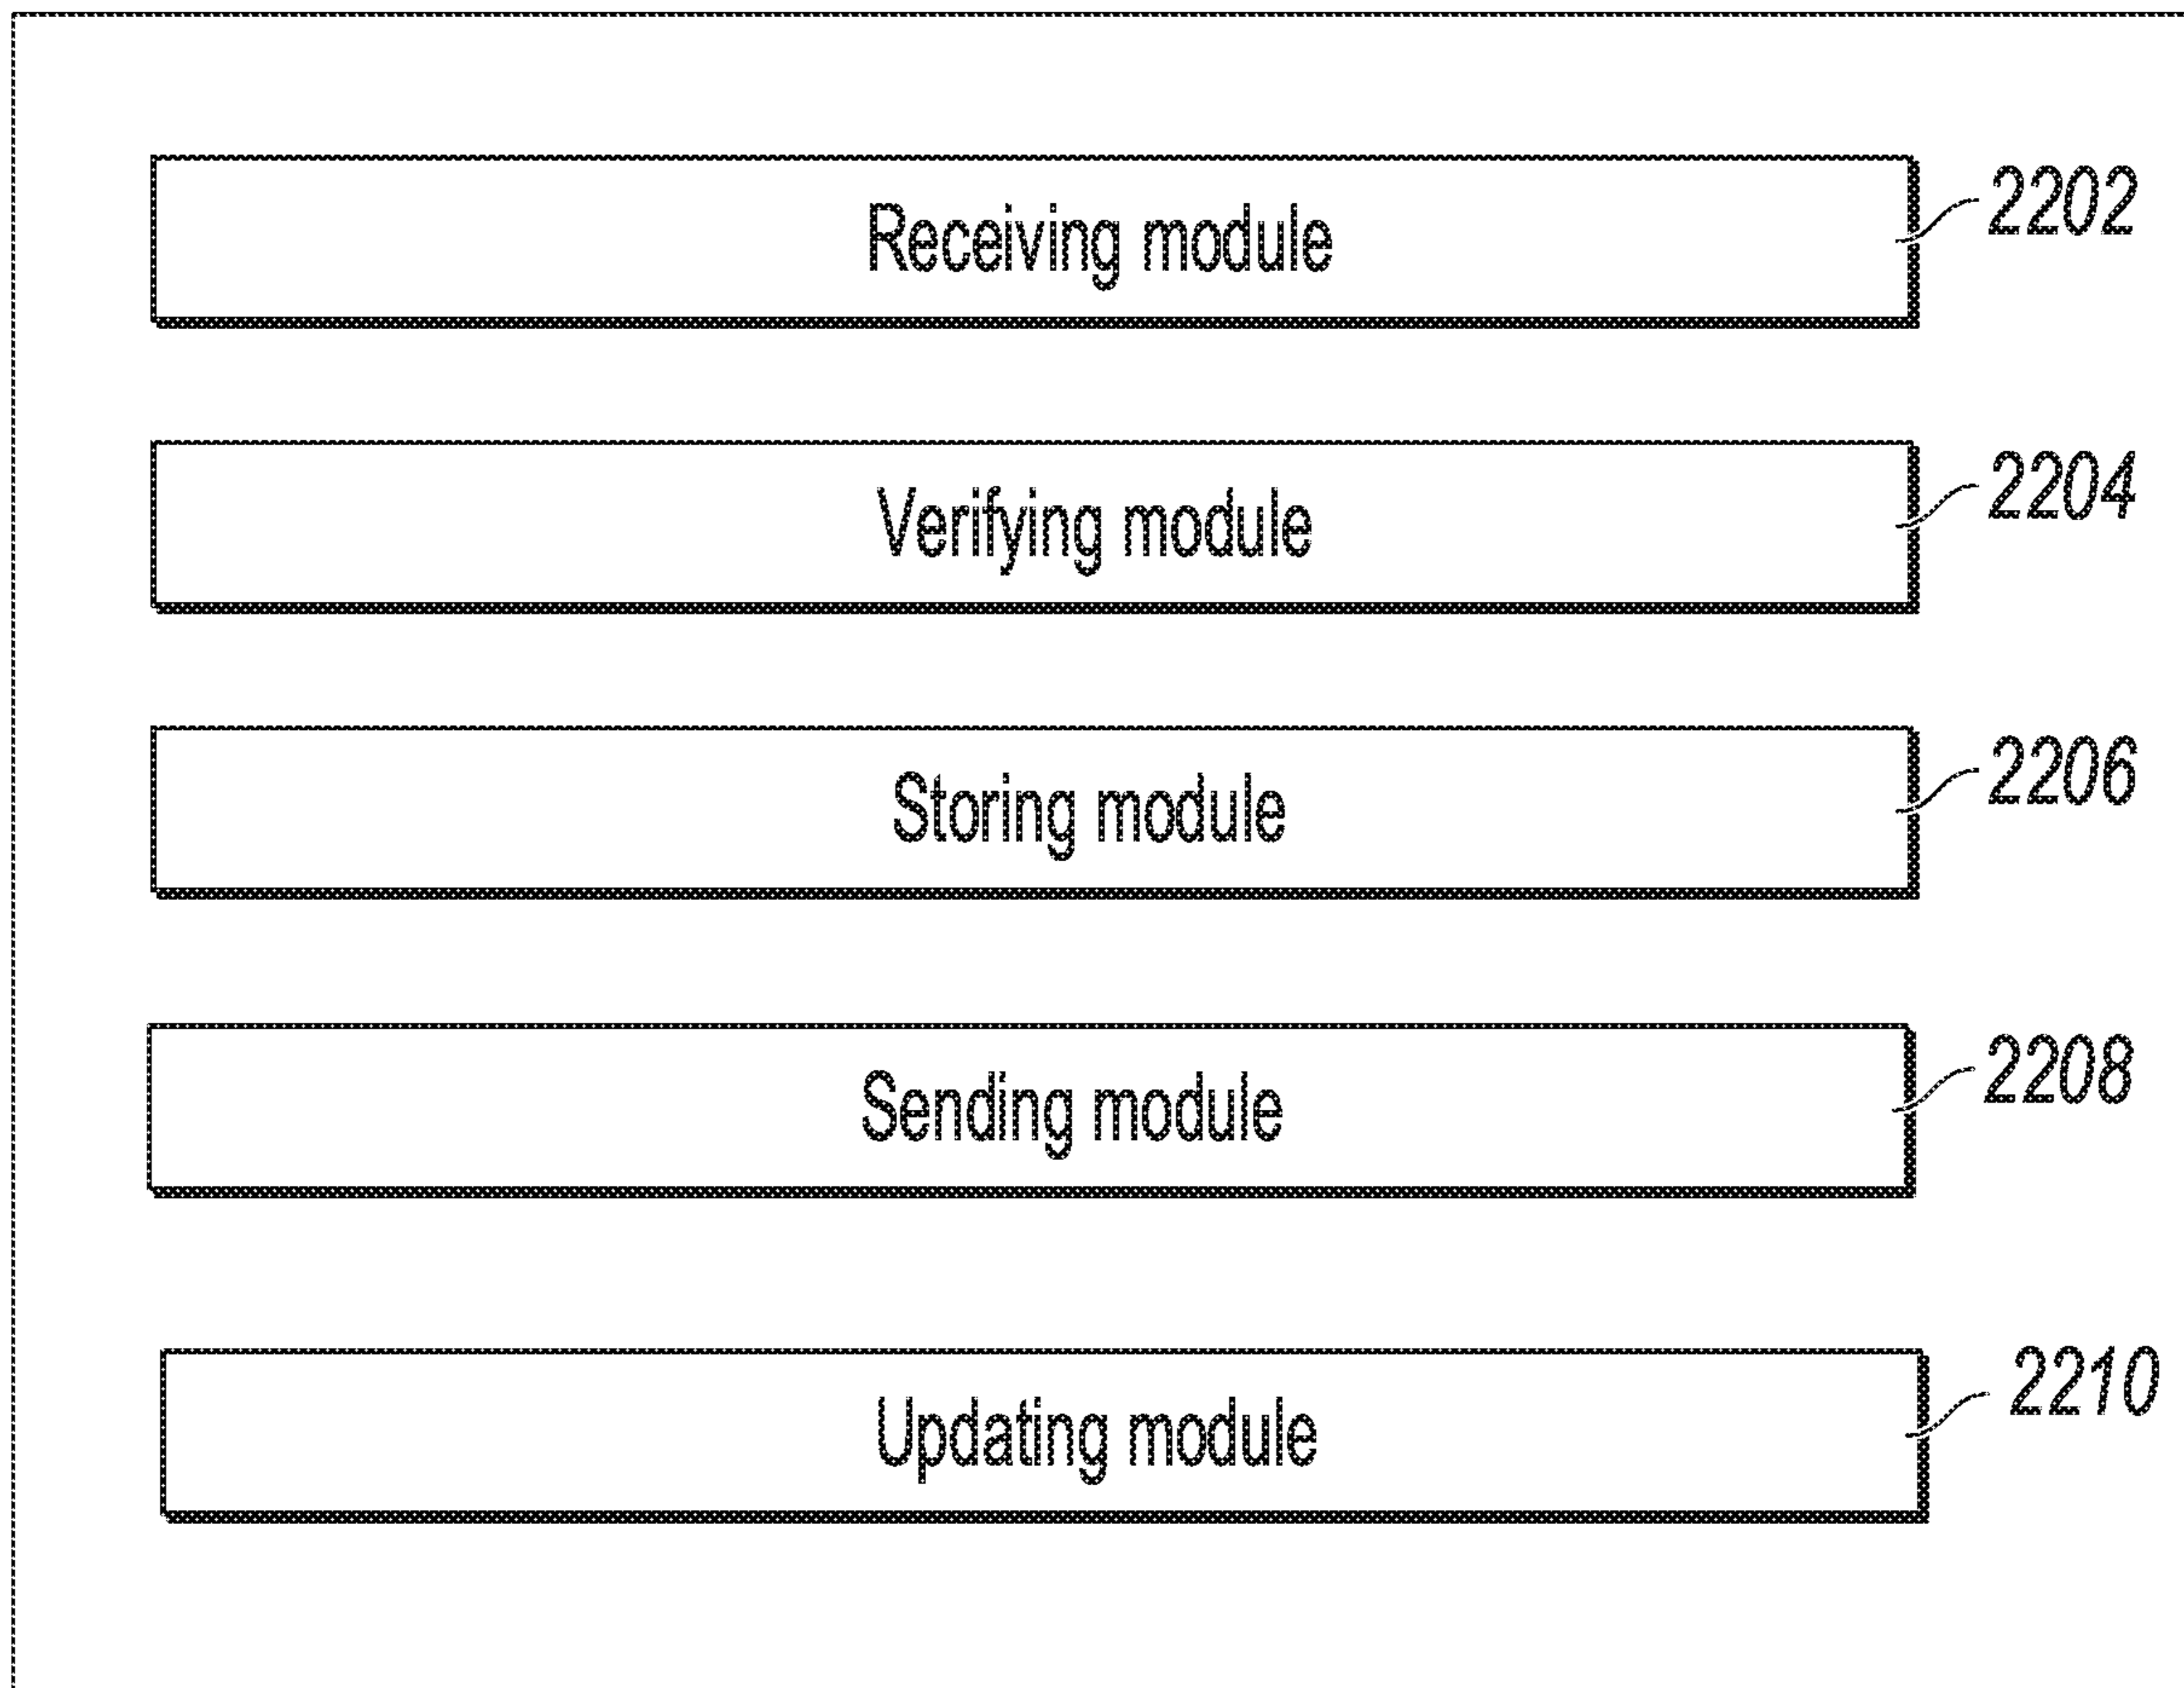 Receiving module 2202
Verifying module 2204
Storing module 2206
Sending module 2208
Updating module 2210